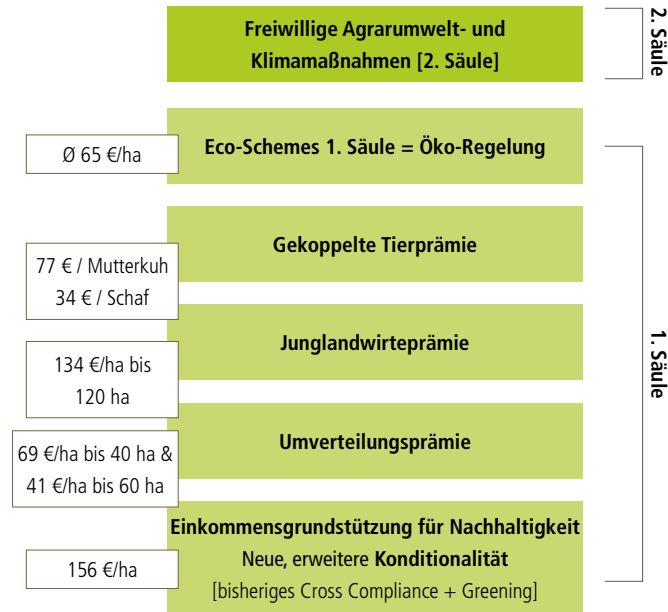 Freiwillige Agrarumwelt- und
Klimamaßnahmen [2. Säule]
2. Säule
Ø 65 €/ha
Eco-Schemes 1. Säule = Öko-Regelung
Gekoppelte Tierprämie
77 € / Mutterkuh
34 € / Schaf
Junglandwirteprämie
134 €/ha bis
120 ha
1. Säule
Umverteilungsprämie
69 €/ha bis 40 ha &
41 €/ha bis 60 ha
Einkommensgrundstützung für Nachhaltigkeit
Neue, erweitere Konditionalität
[bisheriges Cross Compliance + Greening]
156 €/ha